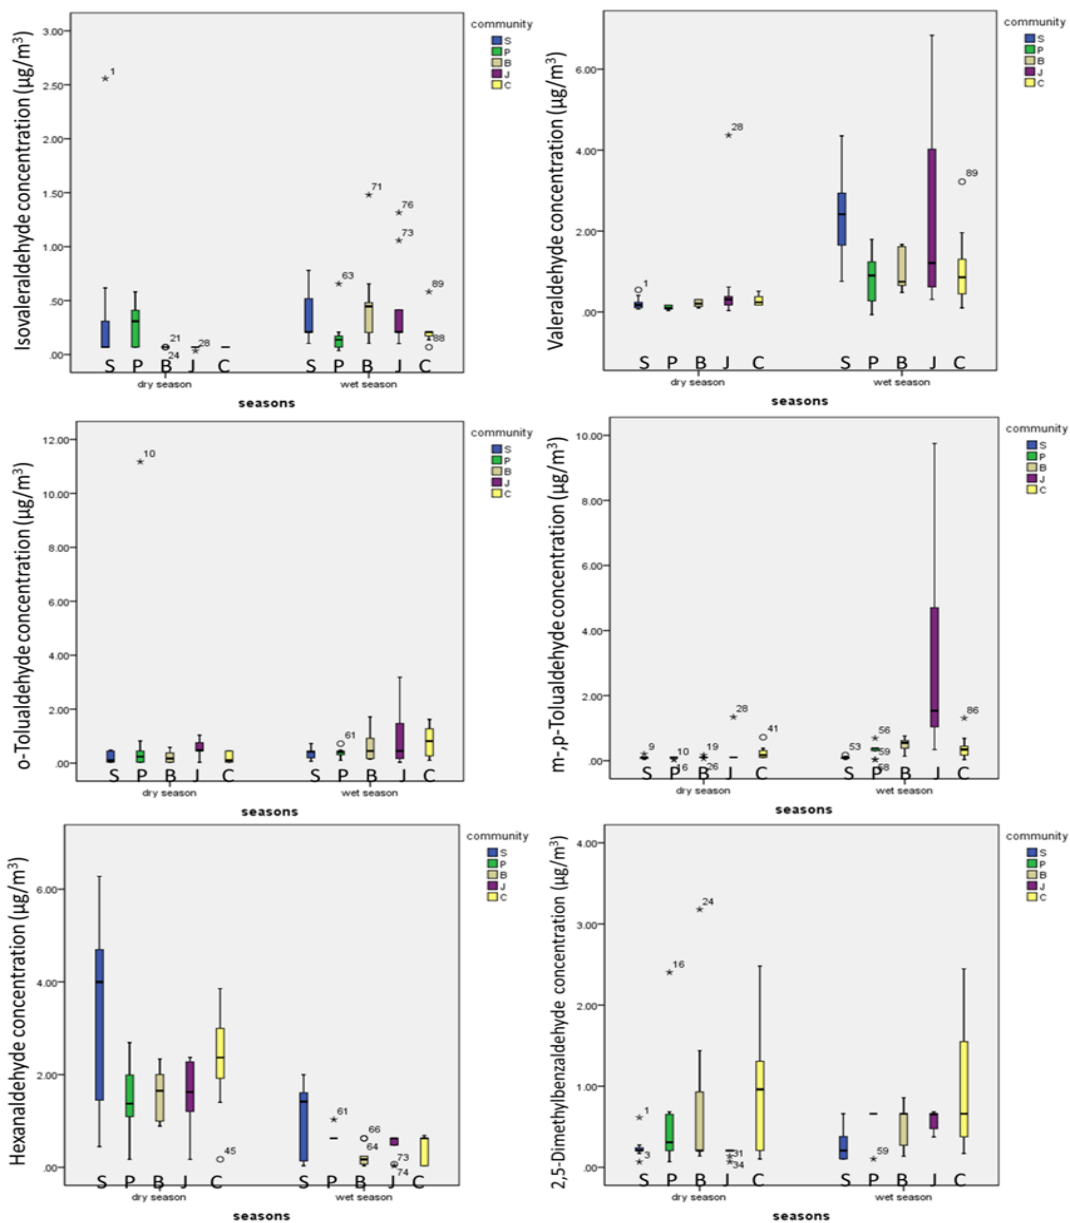 Isovaleraldehyde concentration (µg/m³)
3.00
2.50
2.00
1.50
1.00
.50
.00
1
21
24
28
63
71
76
73
89
88
S P B J C S P B J C
dry season wet season
seasons
community
S
P
B
J
C
Valeraldehyde concentration (µg/m³)
6.00
4.00
2.00
.00
1
28
89
S P B J C S P B J C
dry season wet season
seasons
community
S
P
B
J
C
o-Tolualdehyde concentration (µg/m³)
12.00
10.00
8.00
6.00
4.00
2.00
.00
10
61
S P B J C S P B J C
dry season wet season
seasons
community
S
P
B
J
C
m-,p-Tolualdehyde concentration (µg/m³)
10.00
8.00
6.00
4.00
2.00
.00
9
10
16
19
26
28
41
53
56
59
58
86
S P B J C S P B J C
dry season wet season
seasons
community
S
P
B
J
C
Hexanaldehyde concentration (µg/m³)
6.00
4.00
2.00
.00
45
61
66
64
73
74
S P B J C S P B J C
dry season wet season
seasons
community
S
P
B
J
C
2,5-Dimethylbenzaldehyde concentration (µg/m³)
4.00
3.00
2.00
1.00
.00
1
3
16
24
31
34
59
S P B J C S P B J C
dry season wet season
seasons
community
S
P
B
J
C